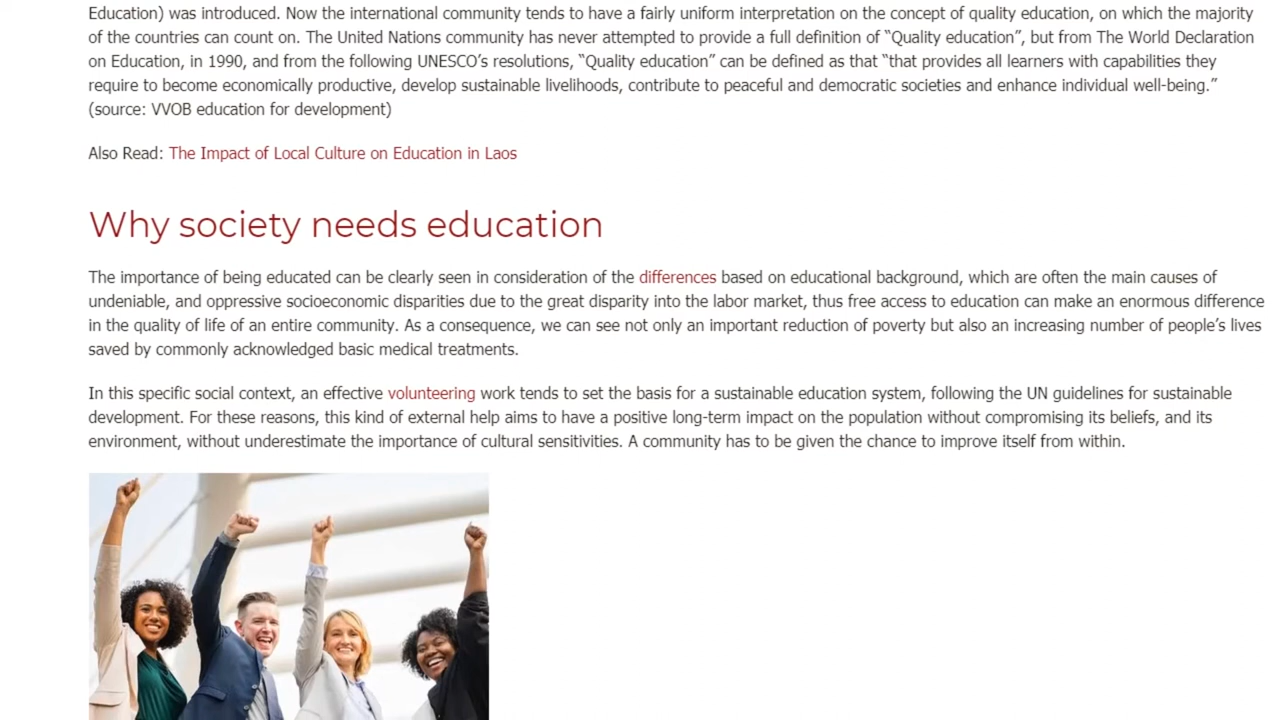 Education) was introduced. Now the international community tends to have a fairly uniform interpretation on the concept of quality education, on which the majority
of the countries can count on. The United Nations community has never attempted to provide a full definition of “Quality education”, but from The World Declaration
on Education, in 1990, and from the following UNESCO’s resolutions, “Quality education” can be defined as that “that provides all learners with capabilities they
require to become economically productive, develop sustainable livelihoods, contribute to peaceful and democratic societies and enhance individual well-being.”
(source: VVOB education for development)
Also Read: The Impact of Local Culture on Education in Laos
Why society needs education
The importance of being educated can be clearly seen in consideration of the differences based on educational background, which are often the main causes of
undeniable, and oppressive socioeconomic disparities due to the great disparity into the labor market, thus free access to education can make an enormous difference
in the quality of life of an entire community. As a consequence, we can see not only an important reduction of poverty but also an increasing number of people’s lives
saved by commonly acknowledged basic medical treatments.
In this specific social context, an effective volunteering work tends to set the basis for a sustainable education system, following the UN guidelines for sustainable
development. For these reasons, this kind of external help aims to have a positive long-term impact on the population without compromising its beliefs, and its
environment, without underestimate the importance of cultural sensitivities. A community has to be given the chance to improve itself from within.